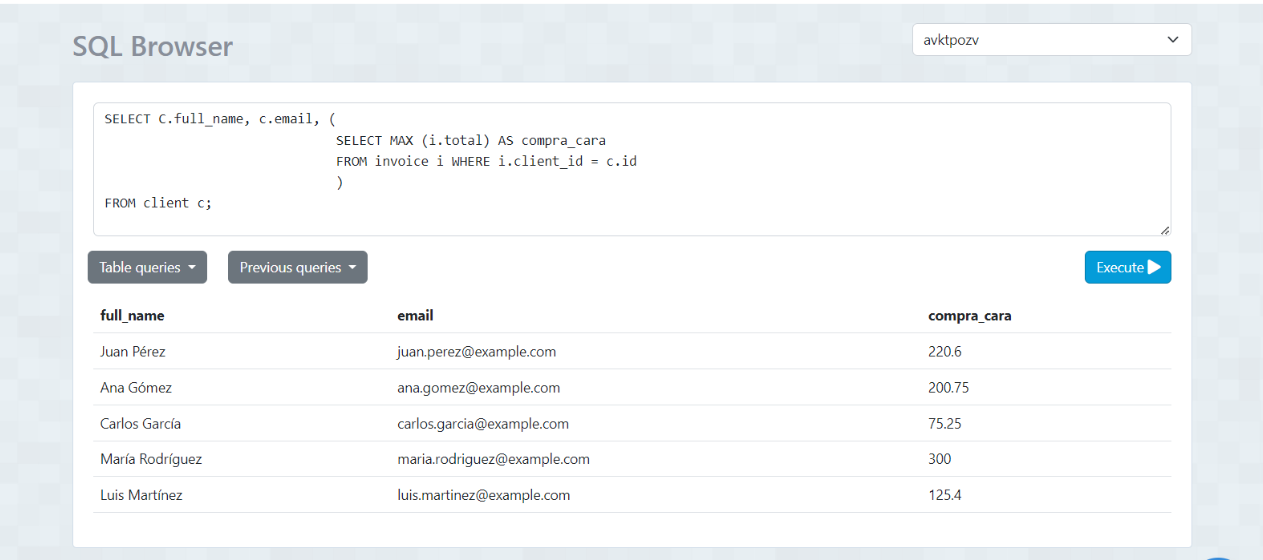 SQL Browser
avktpozv
SELECT C.full_name, c.email, (
SELECT MAX (i.total) AS compra_cara
FROM invoice i WHERE i.client_id = c.id
)
FROM client c;
Table queries
Previous queries
Execute
full_name email compra_cara
Juan Pérez juan.perez@example.com 220.6
Ana Gómez ana.gomez@example.com 200.75
Carlos García carlos.garcia@example.com 75.25
María Rodríguez maria.rodriguez@example.com 300
Luis Martínez luis.martinez@example.com 125.4